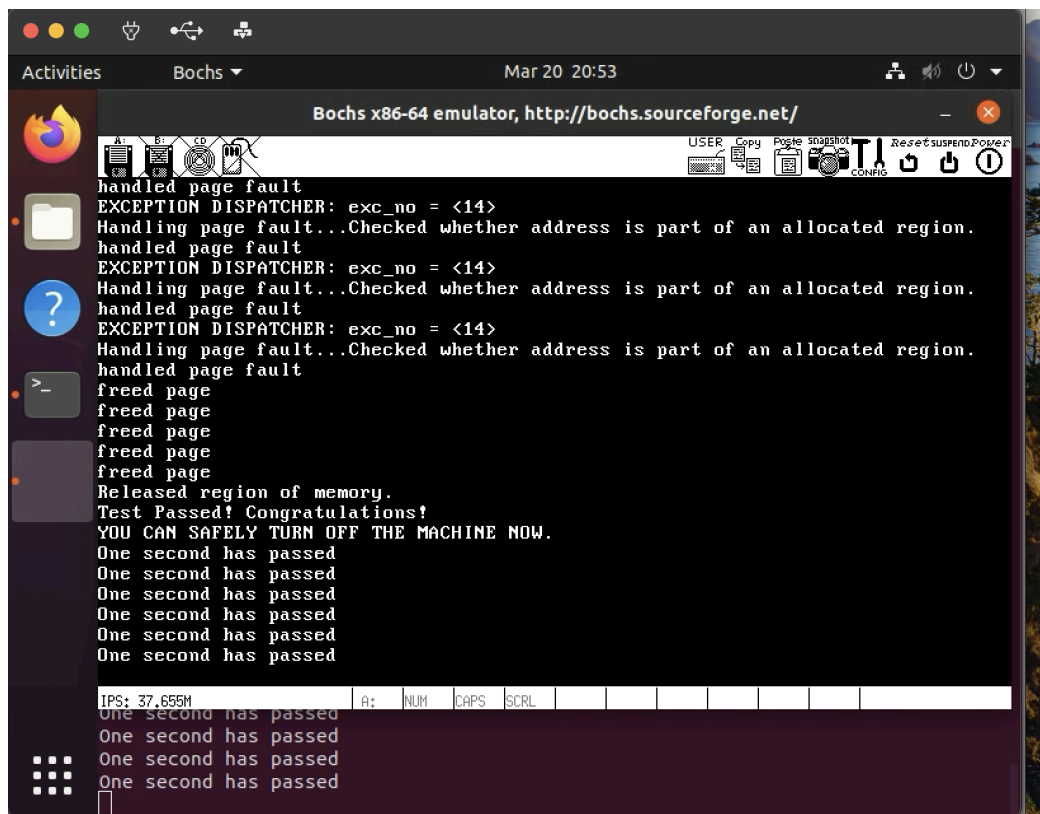 Activities Bochs Mar 20 20:53
Bochs x86-64 emulator, http://bochs.sourceforge.net/
A: B: CD USER Copy Paste snapshot CONFIG Reset SUSPEND Power
handled page fault
EXCEPTION DISPATCHER: exc_no = <14>
Handling page fault...Checked whether address is part of an allocated region.
handled page fault
EXCEPTION DISPATCHER: exc_no = <14>
Handling page fault...Checked whether address is part of an allocated region.
handled page fault
EXCEPTION DISPATCHER: exc_no = <14>
Handling page fault...Checked whether address is part of an allocated region.
handled page fault
freed page
freed page
freed page
freed page
freed page
Released region of memory.
Test Passed! Congratulations!
YOU CAN SAFELY TURN OFF THE MACHINE NOW.
One second has passed
One second has passed
One second has passed
One second has passed
One second has passed
One second has passed
IPS: 37.655M A: NUM CAPS SCRL
One second has passed
One second has passed
One second has passed
One second has passed